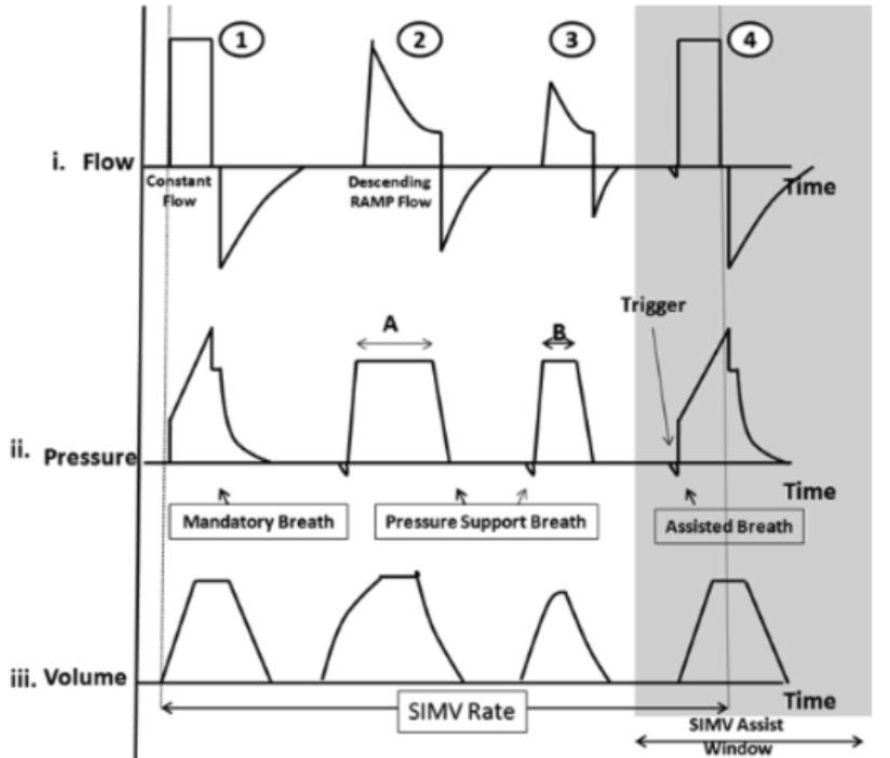 1
2
3
4
i. Flow
Constant
Flow
Descending
RAMP Flow
Time
Trigger
A
B
ii. Pressure
Time
Mandatory Breath
Pressure Support Breath
Assisted Breath
iii. Volume
Time
SIMV Rate
SIMV Assist
Window